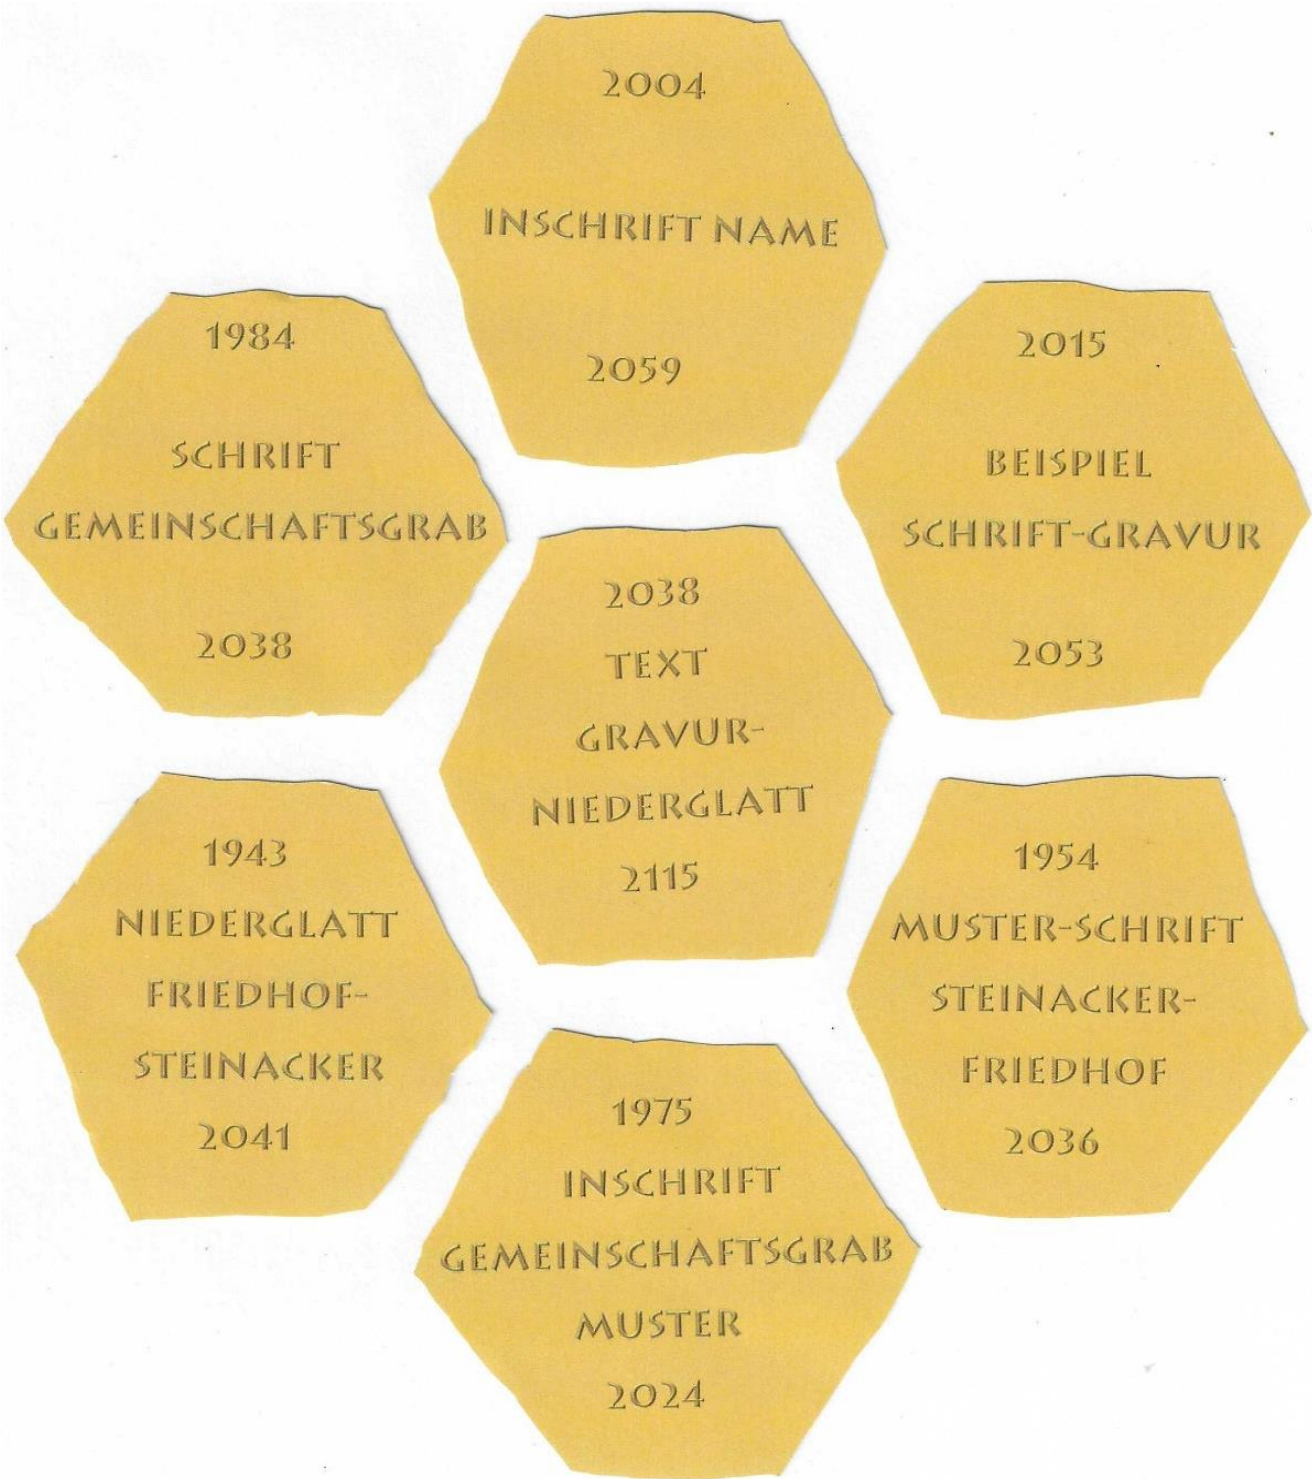 2004
INSCHRIFT NAME
2059
1984
SCHRIFT
GEMEINSCHAFTSGRAB
2038
2015
BEISPIEL
SCHRIFT-GRAVUR
2053
2038
TEXT
GRAVUR-
NIEDERGLATT
2115
1943
NIEDERGLATT
FRIEDHOF-
STEINACKER
2041
1954
MUSTER-SCHRIFT
STEINACKER-
FRIEDHOF
2036
1975
INSCHRIFT
GEMEINSCHAFTSGRAB
MUSTER
2024